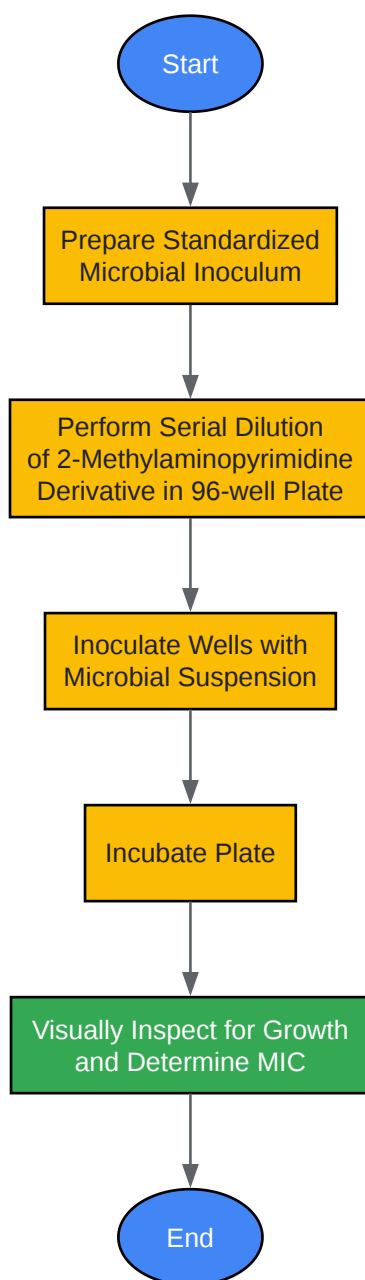 Start
Prepare Standardized
Microbial Inoculum
Perform Serial Dilution
of 2-Methylaminopyrimidine
Derivative in 96-well Plate
Inoculate Wells with
Microbial Suspension
Incubate Plate
Visually Inspect for Growth
and Determine MIC
End